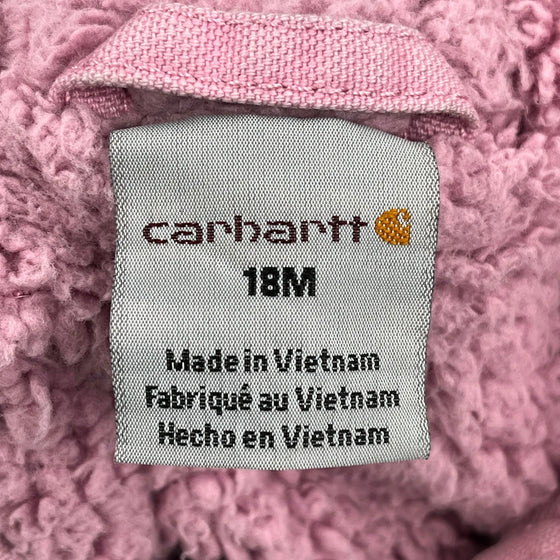 carhartt
18M
Made in Vietnam
Fabriqué au Vietnam
Hecho en Vietnam